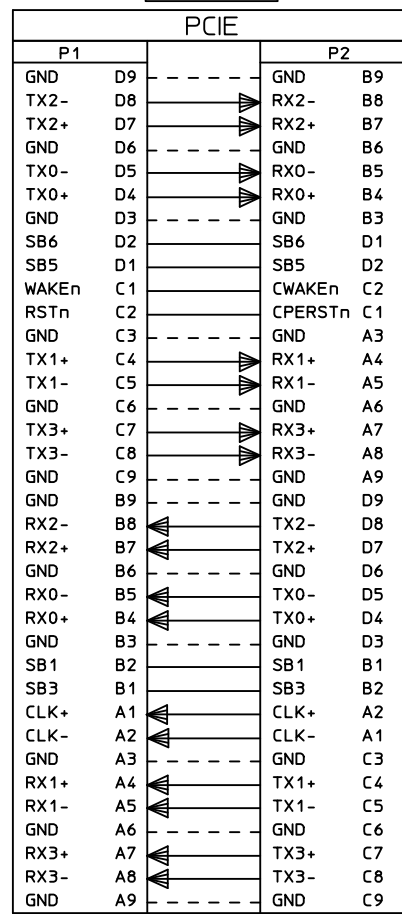 PCIE
P1 P2
GND D9 GND B9
TX2- D8 RX2- B8
TX2+ D7 RX2+ B7
GND D6 GND B6
TX0- D5 RX0- B5
TX0+ D4 RX0+ B4
GND D3 GND B3
SB6 D2 SB6 D1
SB5 D1 SB5 D2
WAKEn C1 CWAKEn C2
RSTn C2 CPERSTn C1
GND C3 GND A3
TX1+ C4 RX1+ A4
TX1- C5 RX1- A5
GND C6 GND A6
TX3+ C7 RX3+ A7
TX3- C8 RX3- A8
GND C9 GND A9
GND B9 GND D9
RX2- B8 TX2- D8
RX2+ B7 TX2+ D7
GND B6 GND D6
RX0- B5 TX0- D5
RX0+ B4 TX0+ D4
GND B3 GND D3
SB1 B2 SB1 B1
SB3 B1 SB3 B2
CLK+ A1 CLK+ A2
CLK- A2 CLK- A1
GND A3 GND C3
RX1+ A4 TX1+ C4
RX1- A5 TX1- C5
GND A6 GND C6
RX3+ A7 TX3+ C7
RX3- A8 TX3- C8
GND A9 GND C9